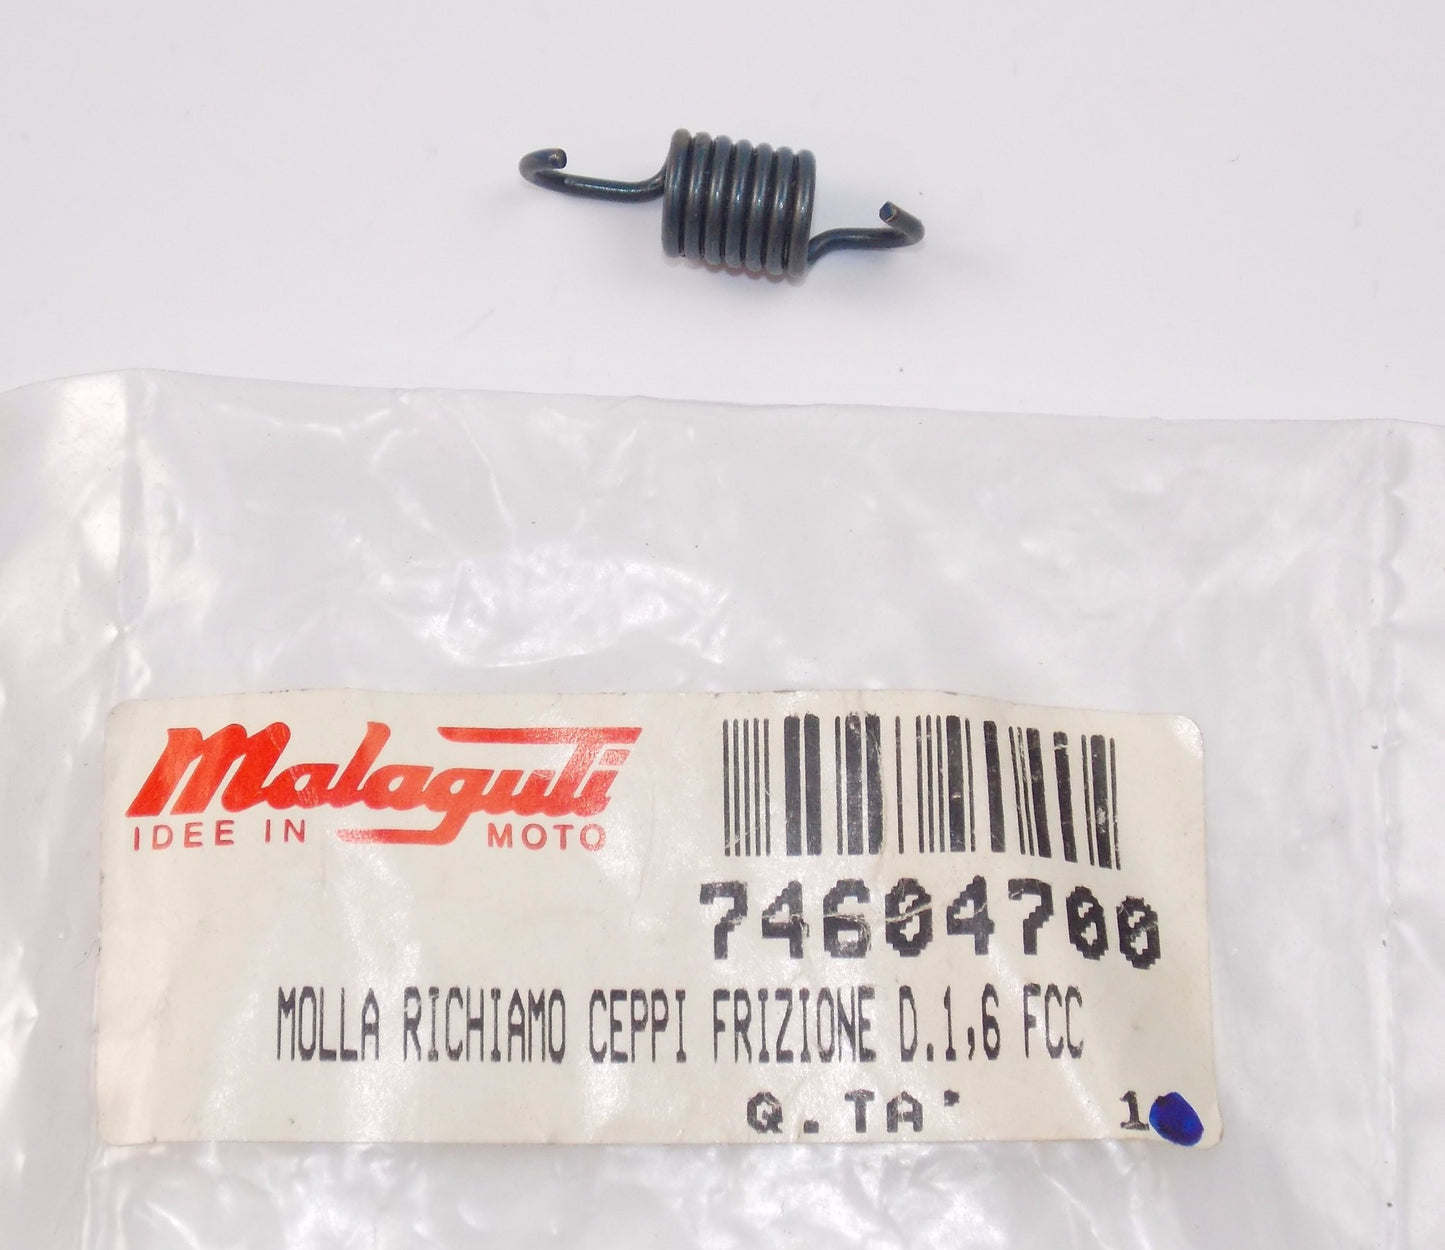 Malaguti
IDEE IN MOTO
74604700
MOLLA RICHIAMO CEPPI FRIZIONE D.1,6 FCC
Q.TA' 1